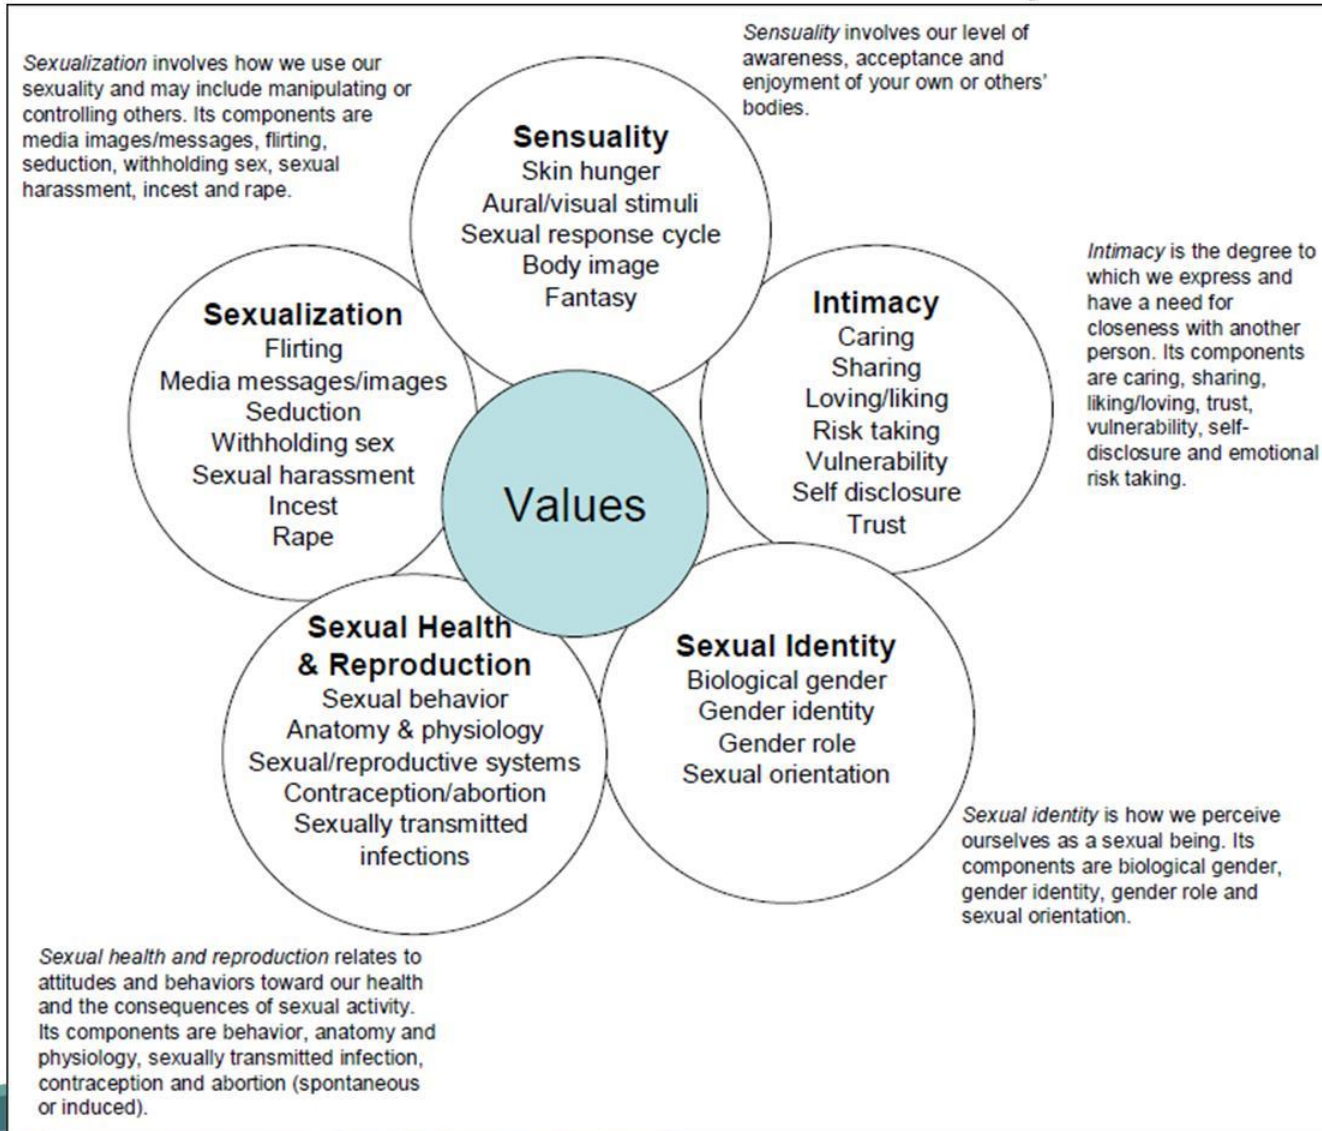 Sexualization involves how we use our
sexuality and may include manipulating or
controlling others. Its components are
media images/messages, flirting,
seduction, withholding sex, sexual
harassment, incest and rape.
Sensuality involves our level of
awareness, acceptance and
enjoyment of your own or others'
bodies.
Sensuality
Skin hunger
Aural/visual stimuli
Sexual response cycle
Body image
Fantasy
Sexualization
Flirting
Media messages/images
Seduction
Withholding sex
Sexual harassment
Incest
Rape
Intimacy
Caring
Sharing
Loving/liking
Risk taking
Vulnerability
Self disclosure
Trust
Intimacy is the degree to
which we express and
have a need for
closeness with another
person. Its components
are caring, sharing,
liking/loving, trust,
vulnerability, self-
disclosure and emotional
risk taking.
Values
Sexual Health
& Reproduction
Sexual behavior
Anatomy & physiology
Sexual/reproductive systems
Contraception/abortion
Sexually transmitted
infections
Sexual Identity
Biological gender
Gender identity
Gender role
Sexual orientation
Sexual identity is how we perceive
ourselves as a sexual being. Its
components are biological gender,
gender identity, gender role and
sexual orientation.
Sexual health and reproduction relates to
attitudes and behaviors toward our health
and the consequences of sexual activity.
Its components are behavior, anatomy and
physiology, sexually transmitted infection,
contraception and abortion (spontaneous
or induced).